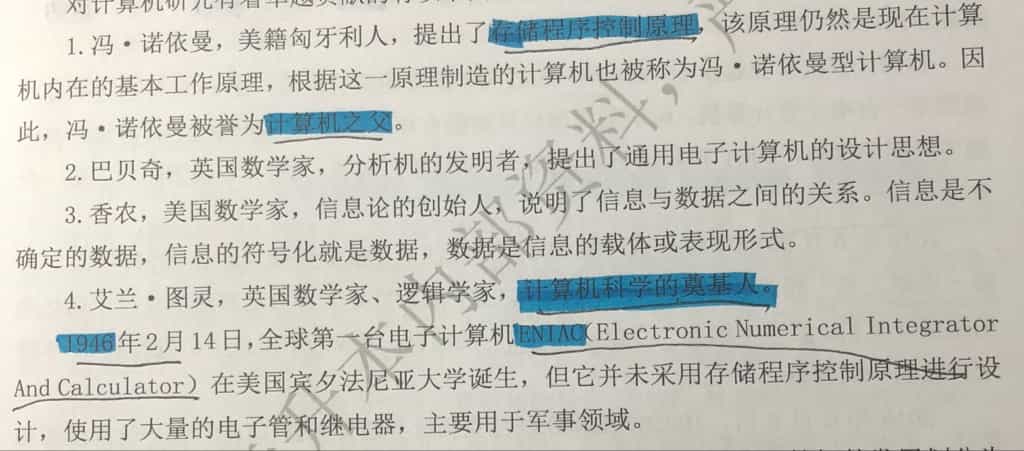 对计算机研究有着卓越贡献的
1.冯·诺依曼，美籍匈牙利人，提出了存储程序控制原理，该原理仍然是现在计算
机内在的基本工作原理，根据这一原理制造的计算机也被称为冯·诺依曼型计算机。因
此，冯·诺依曼被誉为计算机之父。
2.巴贝奇，英国数学家，分析机的发明者，提出了通用电子计算机的设计思想。
3.香农，美国数学家，信息论的创始人，说明了信息与数据之间的关系。信息是不
确定的数据，信息的符号化就是数据，数据是信息的载体或表现形式。
4.艾兰·图灵，英国数学家、逻辑学家，计算机科学的奠基人。
1946年2月14日，全球第一台电子计算机ENIAC(Electronic Numerical Integrator
And Calculator）在美国宾夕法尼亚大学诞生，但它并未采用存储程序控制原理进行设
计，使用了大量的电子管和继电器，主要用于军事领域。
升本内部资料，